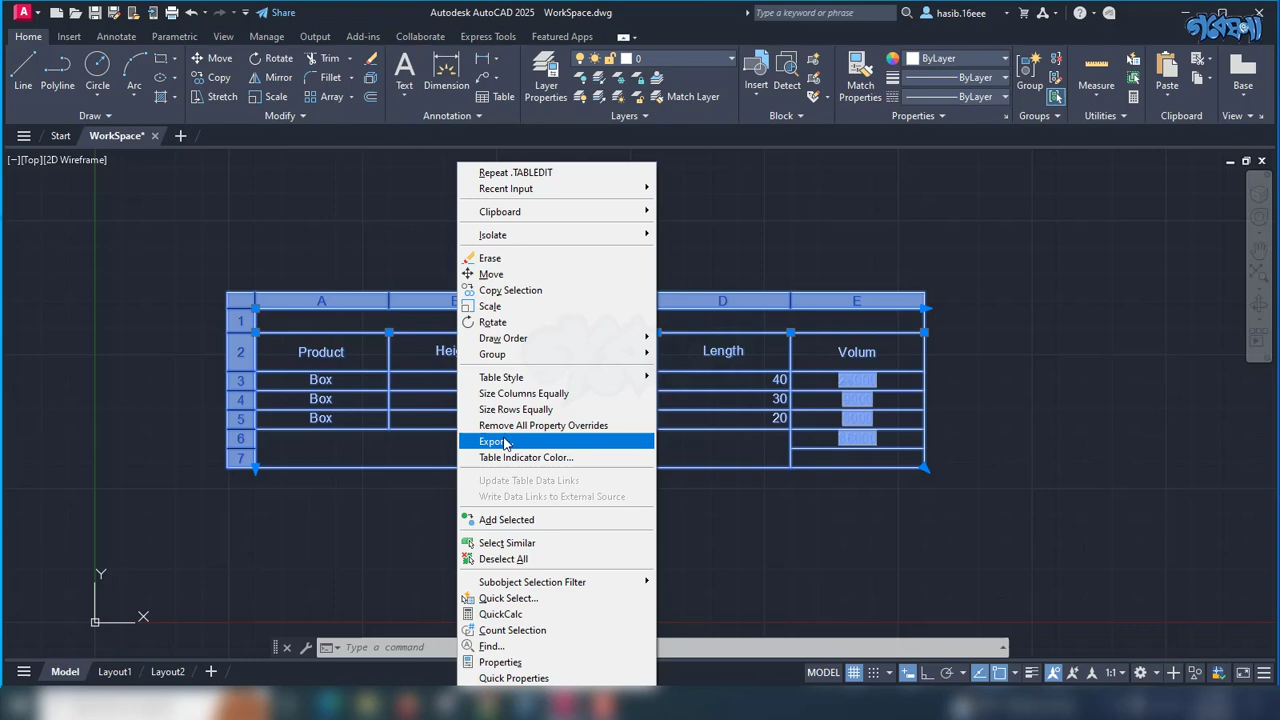 Share
Autodesk AutoCAD 2025 WorkSpace.dwg
Type a keyword or phrase
hasib.16eee
গবেষণা
Home Insert Annotate Parametric View Manage Output Add-ins Collaborate Express Tools Featured Apps
Move Rotate Trim
Copy Mirror Fillet
Stretch Scale Array
Line Polyline Circle Arc
Text Dimension
Table
Layer Properties
0
Match Layer
Insert Detect
Match Properties
ByLayer
ByLayer
ByLayer
Group
Measure
Paste
Base
Draw Modify Annotation Layers Block Properties Groups Utilities Clipboard View
Start WorkSpace*
[−][Top][2D Wireframe]
Repeat .TABLEDIT
Recent Input
Clipboard
Isolate
Erase
Move
Copy Selection
Scale
Rotate
Draw Order
Group
Table Style
Size Columns Equally
Size Rows Equally
Remove All Property Overrides
Table Indicator Color...
Update Table Data Links
Write Data Links to External Source
Add Selected
Select Similar
Deselect All
Subobject Selection Filter
Quick Select...
QuickCalc
Count Selection
Find...
Properties
Quick Properties
A D E
1
2 Product Length Volum
3 Box 40
4 Box 30
5 Box 20
6
7
Y
X
Type a command
Model Layout1 Layout2
MODEL 1:1